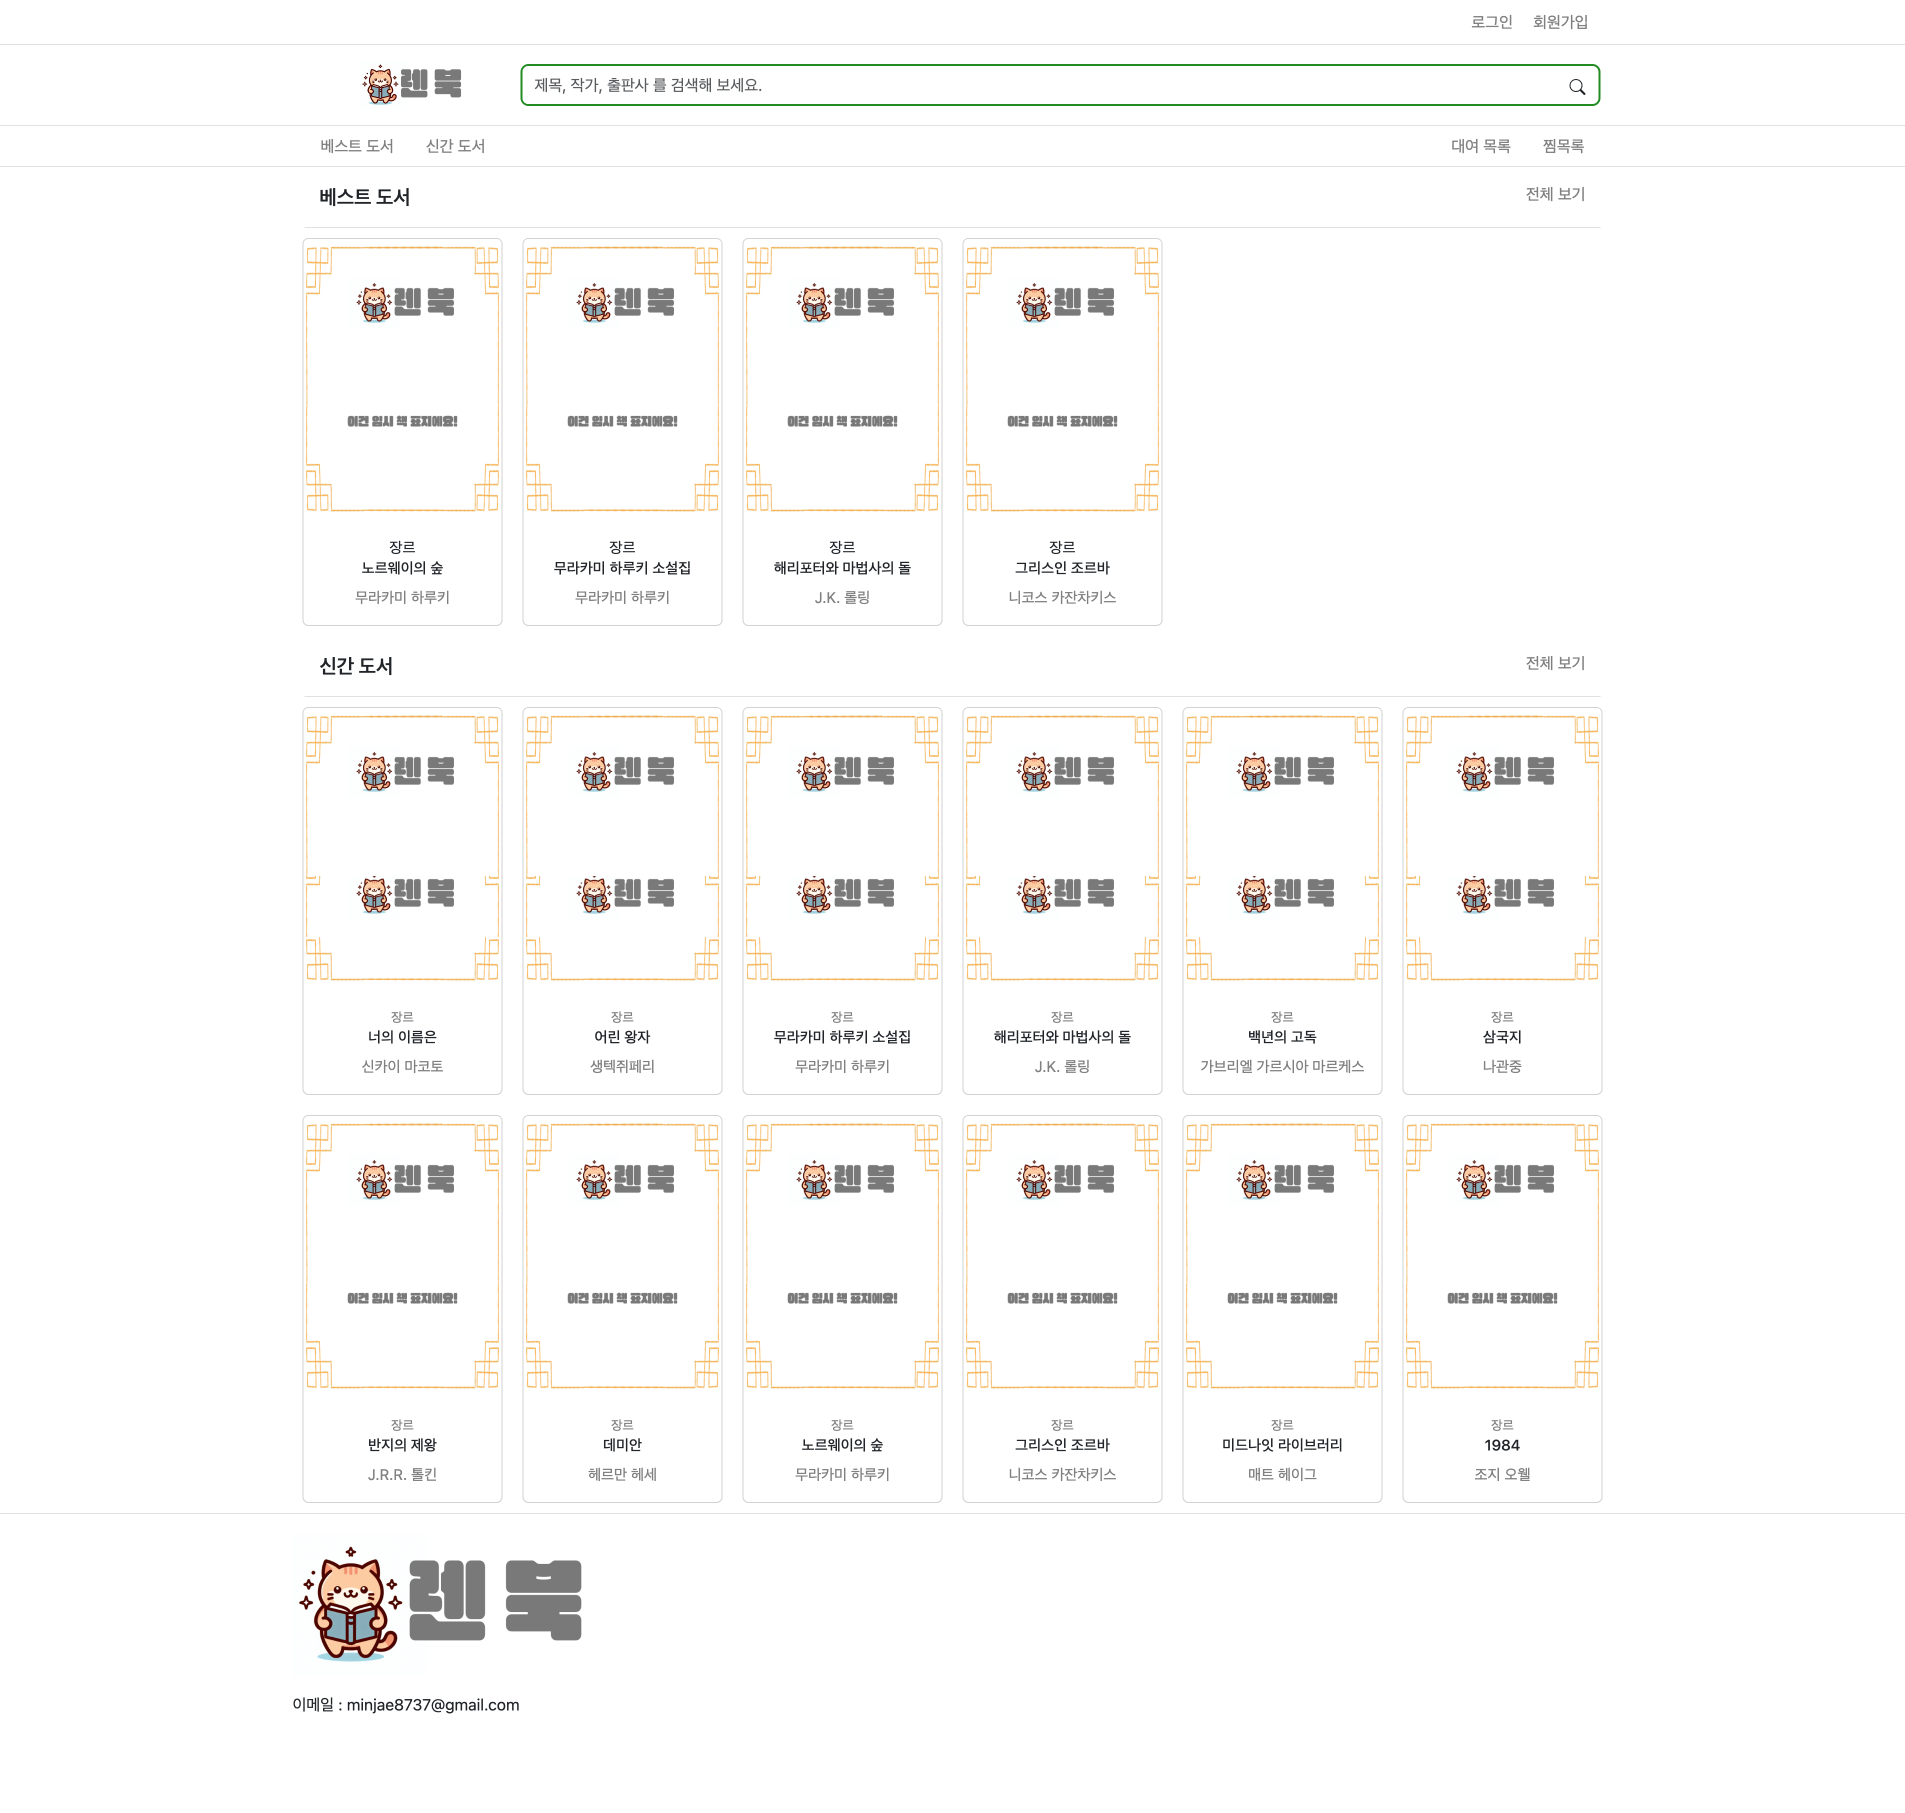 로그인 회원가입
렌 북
제목, 작가, 출판사 를 검색해 보세요.
베스트 도서 신간 도서 대여 목록 찜목록
베스트 도서 전체 보기
렌 북 렌 북 렌 북 렌 북
이건 임시 책 표지에요! 이건 임시 책 표지에요! 이건 임시 책 표지에요! 이건 임시 책 표지에요!
장르 장르 장르 장르
노르웨이의 숲 무라카미 하루키 소설집 해리포터와 마법사의 돌 그리스인 조르바
무라카미 하루키 무라카미 하루키 J.K. 롤링 니코스 카잔차키스
신간 도서 전체 보기
렌 북 렌 북 렌 북 렌 북 렌 북 렌 북
렌 북 렌 북 렌 북 렌 북 렌 북 렌 북
장르 장르 장르 장르 장르 장르
너의 이름은 어린 왕자 무라카미 하루키 소설집 해리포터와 마법사의 돌 백년의 고독 삼국지
신카이 마코토 생텍쥐페리 무라카미 하루키 J.K. 롤링 가브리엘 가르시아 마르케스 나관중
렌 북 렌 북 렌 북 렌 북 렌 북 렌 북
이건 임시 책 표지에요! 이건 임시 책 표지에요! 이건 임시 책 표지에요! 이건 임시 책 표지에요! 이건 임시 책 표지에요! 이건 임시 책 표지에요!
장르 장르 장르 장르 장르 장르
반지의 제왕 데미안 노르웨이의 숲 그리스인 조르바 미드나잇 라이브러리 1984
J.R.R. 톨킨 헤르만 헤세 무라카미 하루키 니코스 카잔차키스 매트 헤이그 조지 오웰
렌 북
이메일 : minjae8737@gmail.com